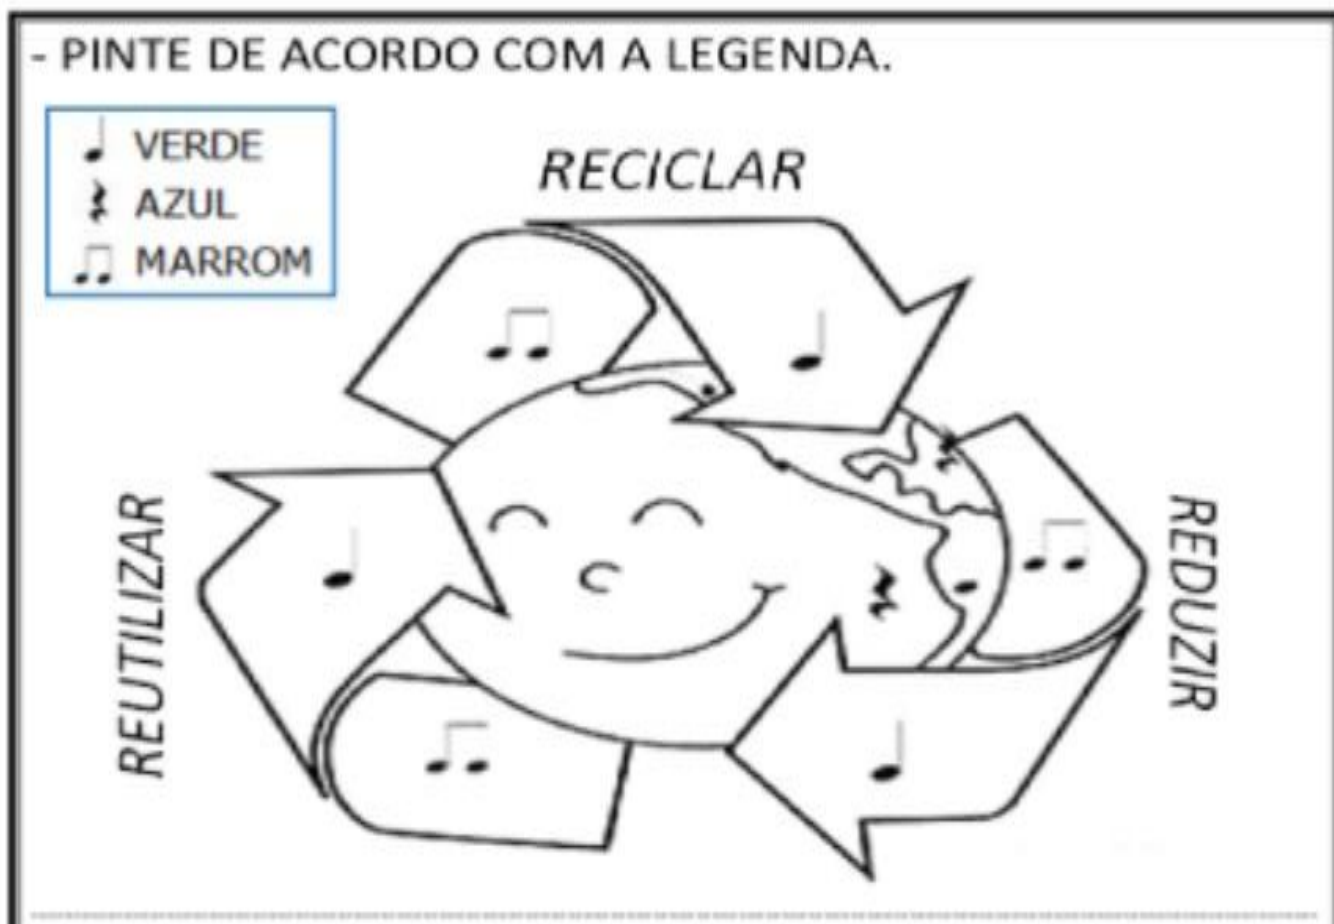 - PINTE DE ACORDO COM A LEGENDA.
VERDE
AZUL
MARROM
RECICLAR
REUTILIZAR
REDUZIR